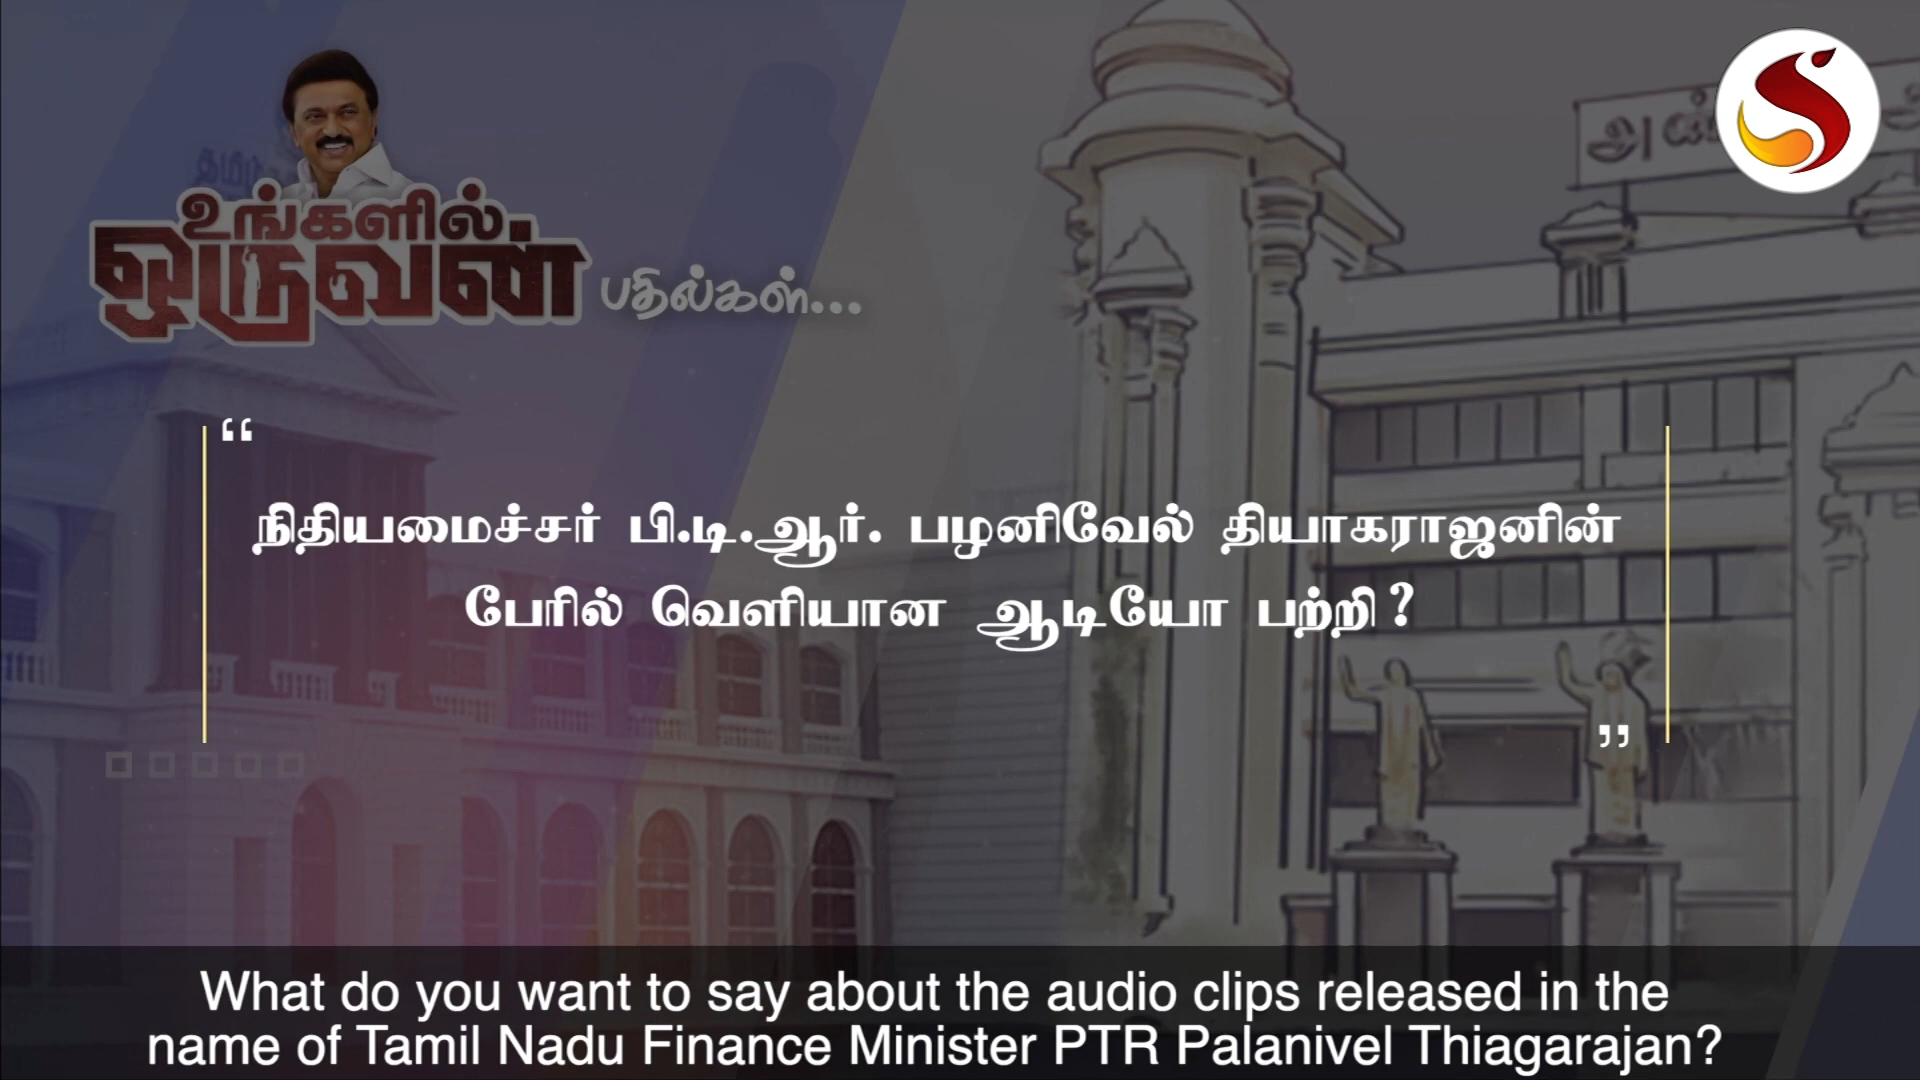 உங்களில்
ஒருவன்
பதில்கள்...
“
நிதியமைச்சர் பி.டி.ஆர். பழனிவேல் தியாகராஜனின்
பேரில் வெளியான ஆடியோ பற்றி?
”
What do you want to say about the audio clips released in the
name of Tamil Nadu Finance Minister PTR Palanivel Thiagarajan?